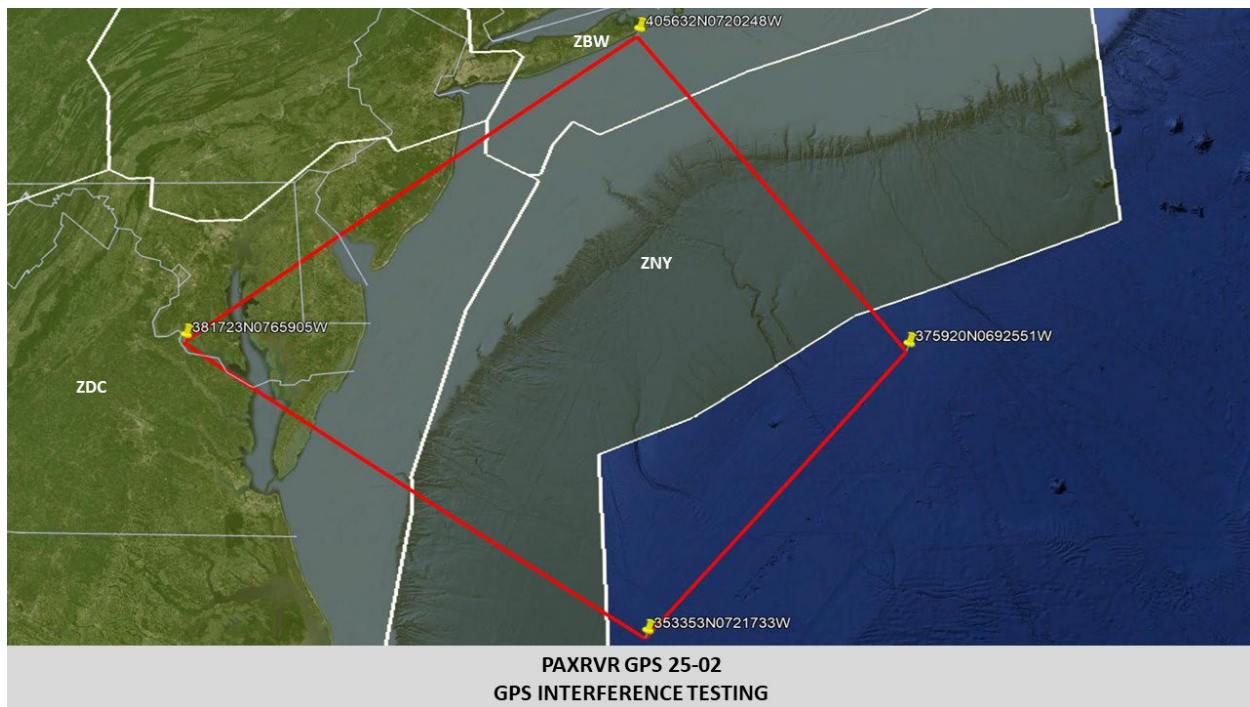 405632N0720248W
ZBW
ZNY
381723N0765905W
375920N0692551W
ZDC
353353N0721733W
PAXRVR GPS 25-02
GPS INTERFERENCE TESTING